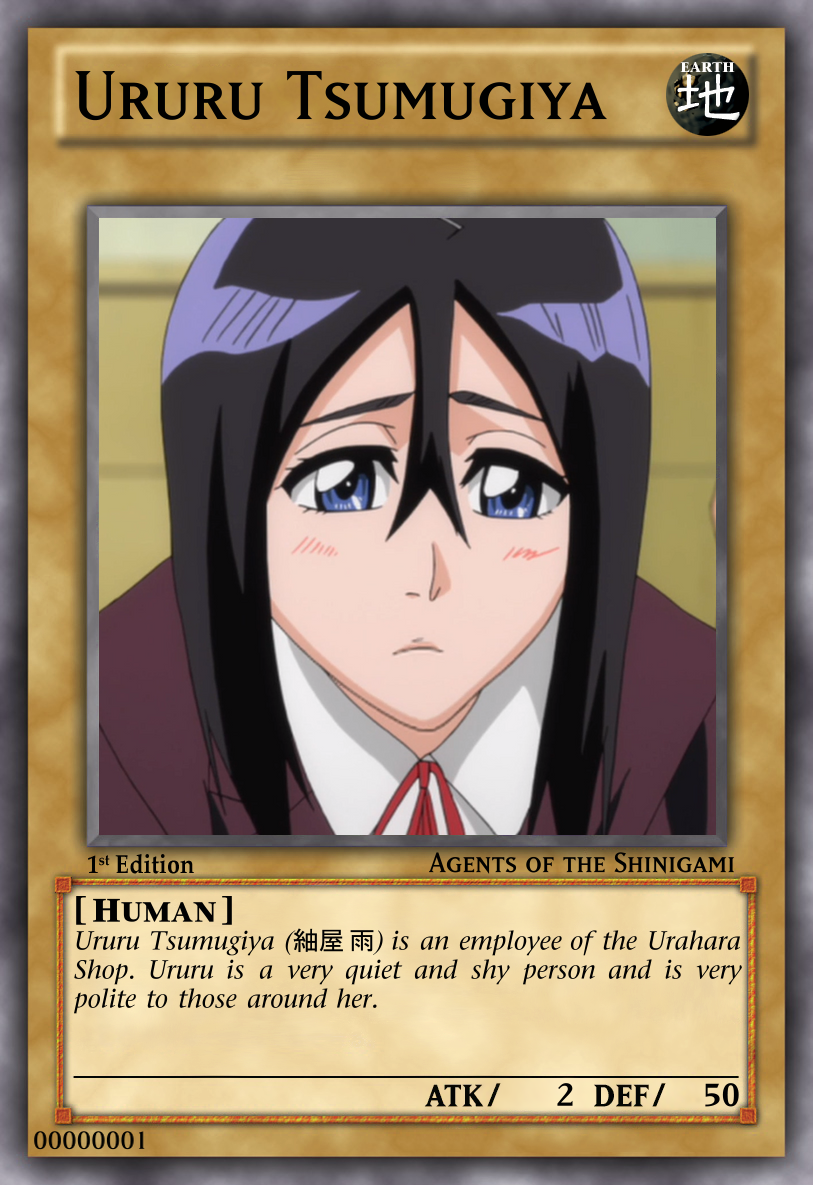 Ururu Tsumugiya
EARTH
地
1st Edition
Agents of the Shinigami
[Human]
Ururu Tsumugiya (紬屋 雨) is an employee of the Urahara
Shop. Ururu is a very quiet and shy person and is very
polite to those around her.
ATK/ 2 DEF/ 50
00000001